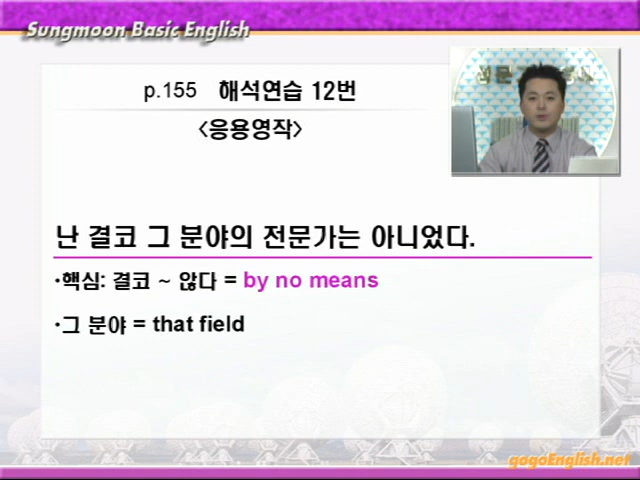 Sungmoon Basic English
p.155 해석연습 12번
<응용영작>
난 결코 그 분야의 전문가는 아니었다.
·핵심: 결코 ~ 않다 = by no means
·그 분야 = that field
gogoEnglish.net